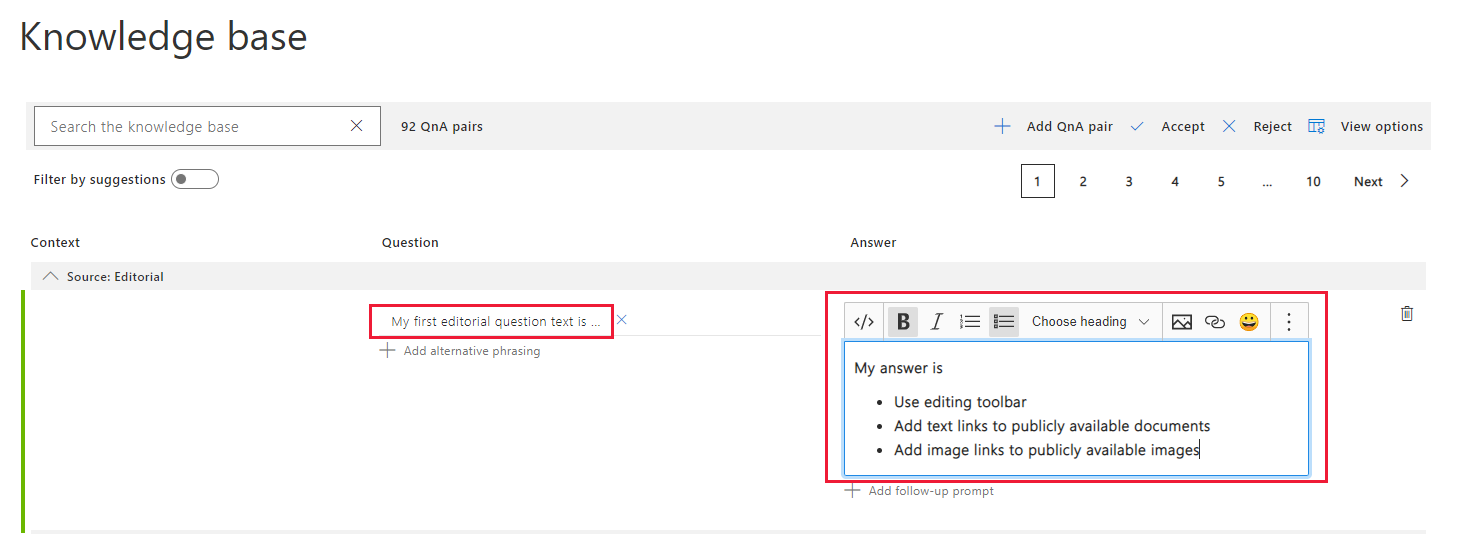 Knowledge base
Search the knowledge base
92 QnA pairs
Add QnA pair
Accept
Reject
View options
Filter by suggestions
1 2 3 4 5 ... 10 Next
Context Question Answer
Source: Editorial
My first editorial question text is ...
Add alternative phrasing
</> B I Choose heading
My answer is
• Use editing toolbar
• Add text links to publicly available documents
• Add image links to publicly available images
Add follow-up prompt